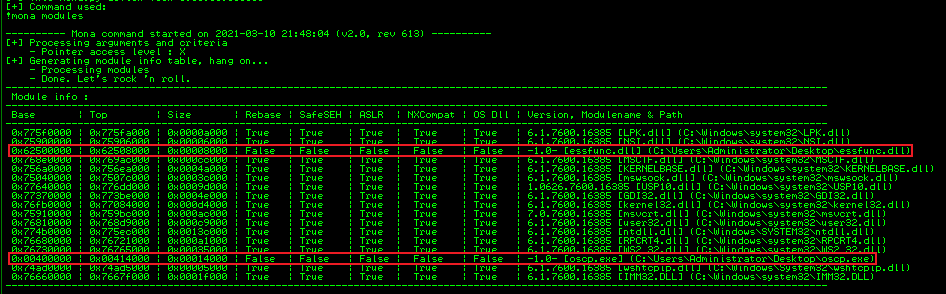 [+] Command used:
!mona modules
---------- Mona command started on 2021-03-10 21:48:04 (v2.0, rev 613) ----------
[+] Processing arguments and criteria
- Pointer access level : X
[+] Generating module info table, hang on...
- Processing modules
- Done. Let's rock 'n roll.
Module info :
Base | Top | Size | Rebase | SafeSEH | ASLR | NXCompat | OS Dll | Version, Modulename & Path
0x775f0000 | 0x775fa000 | 0x0000a000 | True | True | True | True | True | 6.1.7600.16385 [LPK.dll] (C:\Windows\system32\LPK.dll)
0x75900000 | 0x75906000 | 0x00006000 | True | True | True | True | True | 6.1.7600.16385 [NSI.dll] (C:\Windows\system32\NSI.dll)
0x62500000 | 0x62508000 | 0x00008000 | False | False | False | False | False | -1.0- [essfunc.dll] (C:\Users\Administrator\Desktop\essfunc.dll)
0x768e0000 | 0x769ac000 | 0x000cc000 | True | True | True | True | True | 6.1.7600.16385 [MSCTF.dll] (C:\Windows\system32\MSCTF.dll)
0x756a0000 | 0x756ea000 | 0x0004a000 | True | True | True | True | True | 6.1.7600.16385 [KERNELBASE.dll] (C:\Windows\system32\KERNELBASE.dll)
0x75040000 | 0x7507c000 | 0x0003c000 | True | True | True | True | True | 6.1.7600.16385 [mswsock.dll] (C:\Windows\system32\mswsock.dll)
0x77640000 | 0x776dd000 | 0x0009d000 | True | True | True | True | True | 1.0626.7600.16385 [USP10.dll] (C:\Windows\system32\USP10.dll)
0x77370000 | 0x773be000 | 0x0004e000 | True | True | True | True | True | 6.1.7600.16385 [GDI32.dll] (C:\Windows\system32\GDI32.dll)
0x76fb0000 | 0x77084000 | 0x000d4000 | True | True | True | True | True | 6.1.7600.16385 [kernel32.dll] (C:\Windows\system32\kernel32.dll)
0x75910000 | 0x759bc000 | 0x000ac000 | True | True | True | True | True | 7.0.7600.16385 [msvcrt.dll] (C:\Windows\system32\msvcrt.dll)
0x76810000 | 0x768d9000 | 0x000c9000 | True | True | True | True | True | 6.1.7600.16385 [user32.dll] (C:\Windows\system32\user32.dll)
0x774b0000 | 0x775ec000 | 0x0013c000 | True | True | True | True | True | 6.1.7600.16385 [ntdll.dll] (C:\Windows\SYSTEM32\ntdll.dll)
0x76680000 | 0x76721000 | 0x000a1000 | True | True | True | True | True | 6.1.7600.16385 [RPCRT4.dll] (C:\Windows\system32\RPCRT4.dll)
0x76730000 | 0x76765000 | 0x00035000 | True | True | True | True | True | 6.1.7600.16385 [WS2_32.dll] (C:\Windows\system32\WS2_32.dll)
0x00400000 | 0x00414000 | 0x00014000 | False | False | False | False | False | -1.0- [oscp.exe] (C:\Users\Administrator\Desktop\oscp.exe)
0x74ad0000 | 0x74ad5000 | 0x00005000 | True | True | True | True | True | 6.1.7600.16385 [wshtcpip.dll] (C:\Windows\System32\wshtcpip.dll)
0x76660000 | 0x7667f000 | 0x0001f000 | True | True | True | True | True | 6.1.7600.16385 [IMM32.DLL] (C:\Windows\system32\IMM32.DLL)